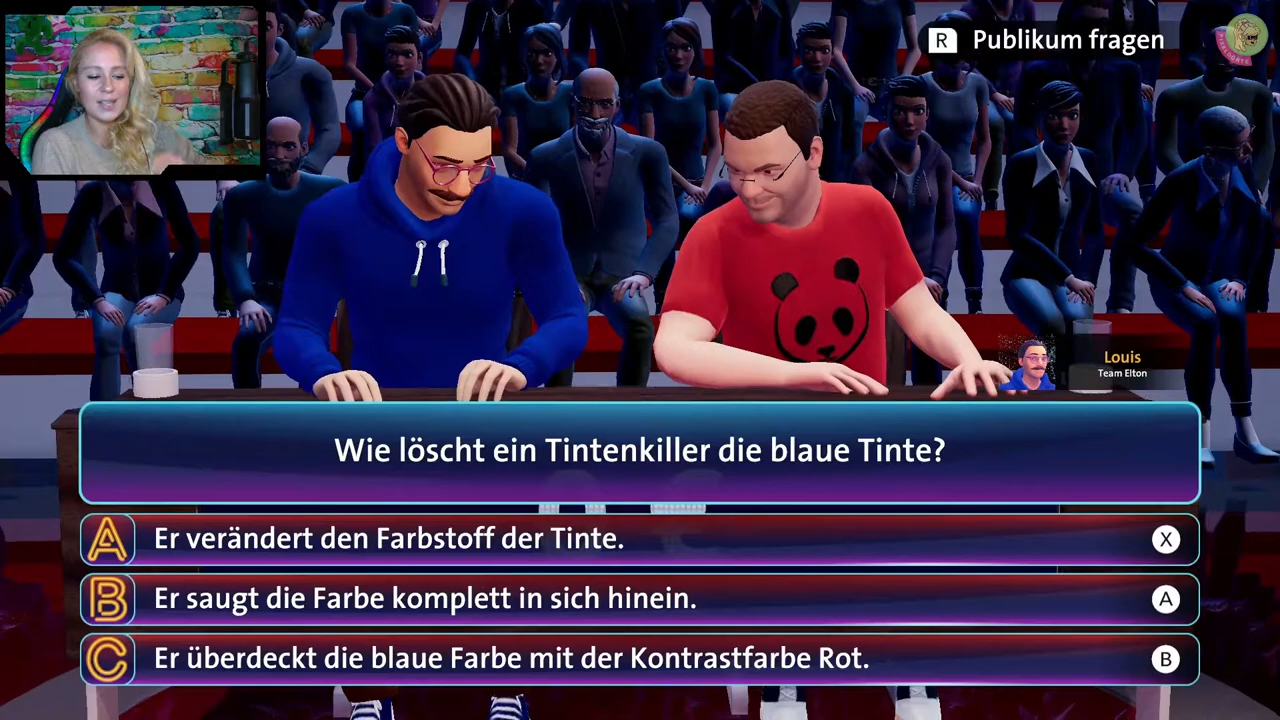 R Publikum fragen
Louis
Team Elton
Wie löscht ein Tintenkiller die blaue Tinte?
A Er verändert den Farbstoff der Tinte. X
B Er saugt die Farbe komplett in sich hinein. A
C Er überdeckt die blaue Farbe mit der Kontrastfarbe Rot. B